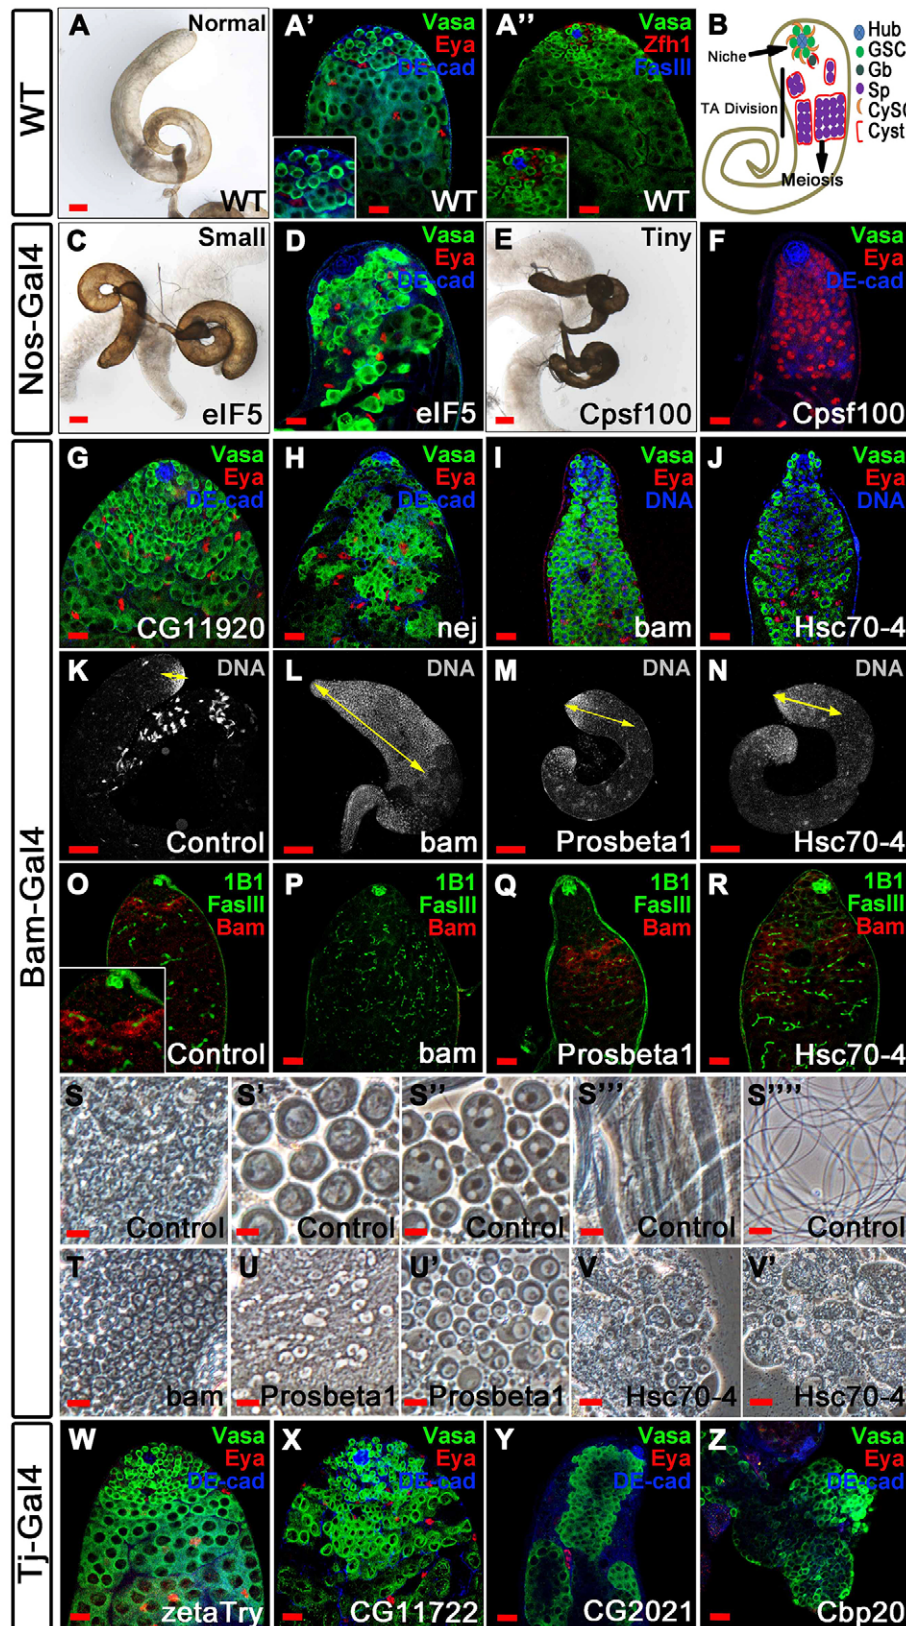 WT
A
Normal
WT
A'
Vasa
Eya
DE-cad
WT
A''
Vasa
Zfh1
FasIII
WT
B
Niche
TA Division
Meiosis
Hub
GSC
Gb
Sp
CySC
Cyst
Nos-Gal4
C
Small
eIF5
D
Vasa
Eya
DE-cad
eIF5
E
Tiny
Cpsf100
F
Vasa
Eya
DE-cad
Cpsf100
Bam-Gal4
G
Vasa
Eya
DE-cad
CG11920
H
Vasa
Eya
DE-cad
nej
I
Vasa
Eya
DNA
bam
J
Vasa
Eya
DNA
Hsc70-4
K
DNA
Control
L
DNA
bam
M
DNA
Prosbeta1
N
DNA
Hsc70-4
O
1B1
FasIII
Bam
Control
P
1B1
FasIII
Bam
bam
Q
1B1
FasIII
Bam
Prosbeta1
R
1B1
FasIII
Bam
Hsc70-4
S
Control
S'
Control
S''
Control
S'''
Control
S''''
Control
T
bam
U
Prosbeta1
U'
Prosbeta1
V
Hsc70-4
V'
Hsc70-4
Tj-Gal4
W
Vasa
Eya
DE-cad
zetaTry
X
Vasa
Eya
DE-cad
CG11722
Y
Vasa
Eya
DE-cad
CG2021
Z
Vasa
Eya
DE-cad
Cbp20